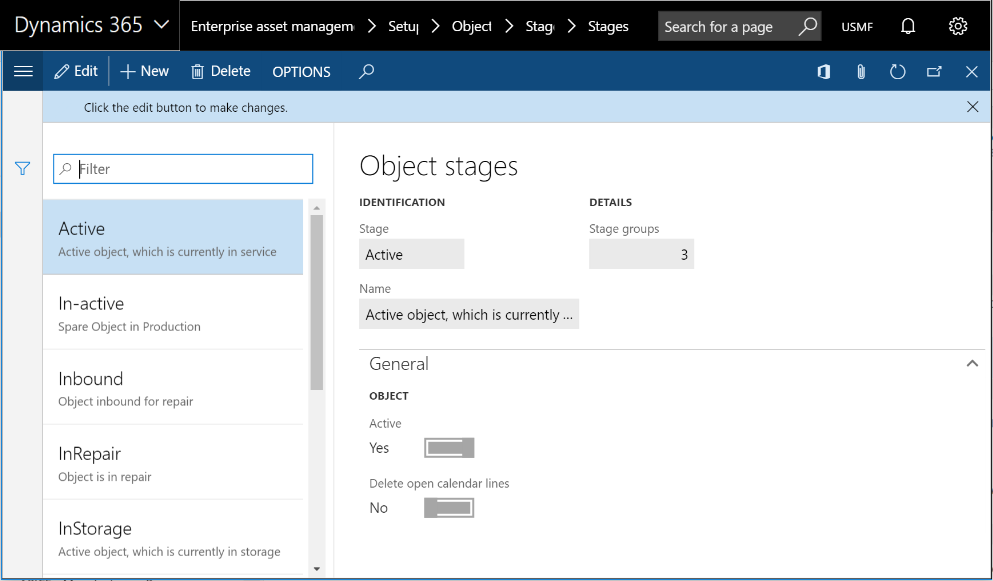 Dynamics 365
Enterprise asset managem
Setu
Object
Stag
Stages
Search for a page
USMF
Edit
New
Delete
OPTIONS
Click the edit button to make changes.
Filter
Active
Active object, which is currently in service
In-active
Spare Object in Production
Inbound
Object inbound for repair
InRepair
Object is in repair
InStorage
Active object, which is currently in storage
Object stages
IDENTIFICATION
Stage
Active
Name
Active object, which is currently ...
DETAILS
Stage groups
3
General
OBJECT
Active
Yes
Delete open calendar lines
No